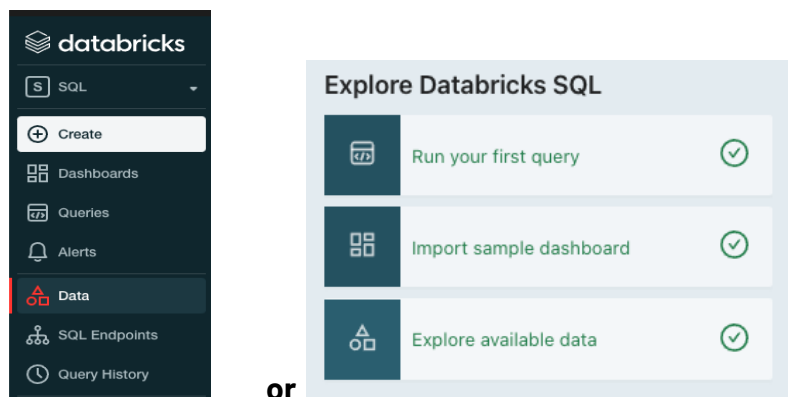 databricks
S SQL
Create
Dashboards
Queries
Alerts
Data
SQL Endpoints
Query History
or
Explore Databricks SQL
Run your first query
Import sample dashboard
Explore available data